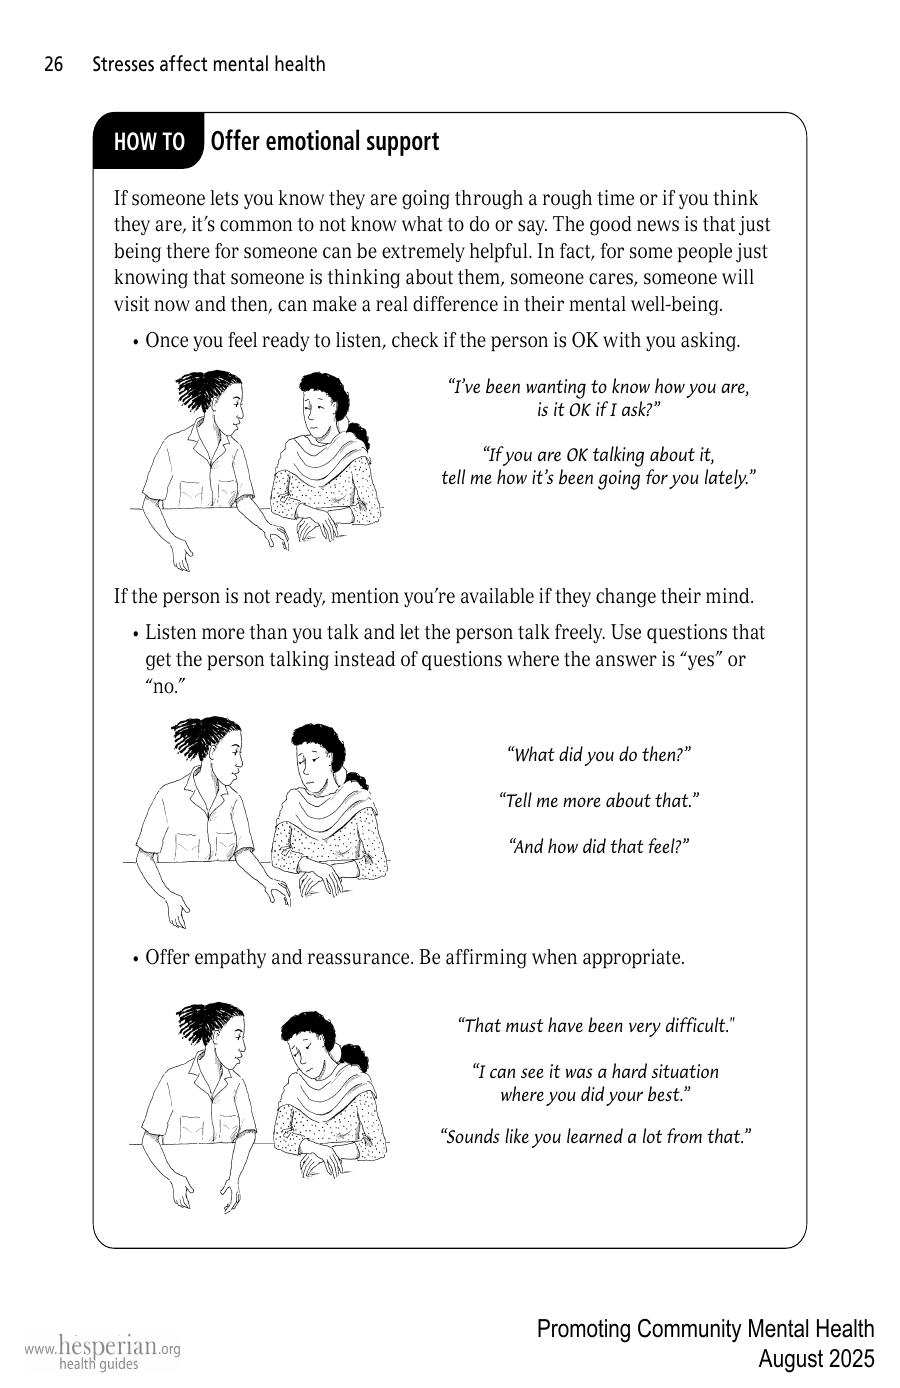 26 Stresses affect mental health
HOW TO Offer emotional support
If someone lets you know they are going through a rough time or if you think
they are, it’s common to not know what to do or say. The good news is that just
being there for someone can be extremely helpful. In fact, for some people just
knowing that someone is thinking about them, someone cares, someone will
visit now and then, can make a real difference in their mental well-being.
• Once you feel ready to listen, check if the person is OK with you asking.
“I’ve been wanting to know how you are,
is it OK if I ask?”
“If you are OK talking about it,
tell me how it’s been going for you lately.”
If the person is not ready, mention you’re available if they change their mind.
• Listen more than you talk and let the person talk freely. Use questions that
get the person talking instead of questions where the answer is “yes” or
“no.”
“What did you do then?”
“Tell me more about that.”
“And how did that feel?”
• Offer empathy and reassurance. Be affirming when appropriate.
“That must have been very difficult."
“I can see it was a hard situation
where you did your best.”
“Sounds like you learned a lot from that.”
www.hesperian.org
health guides
Promoting Community Mental Health
August 2025